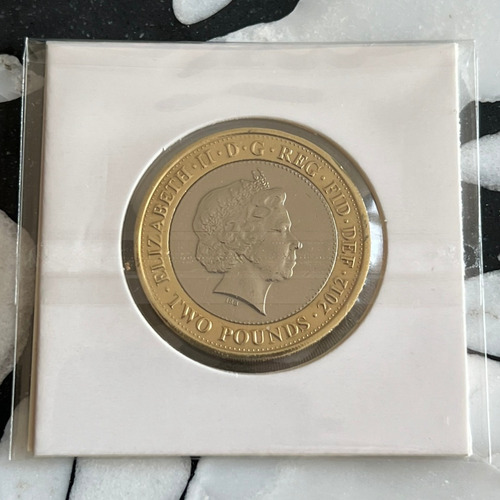 ELIZABETH·II·D·G·REG·FID·DEF·
TWO POUNDS·2012·